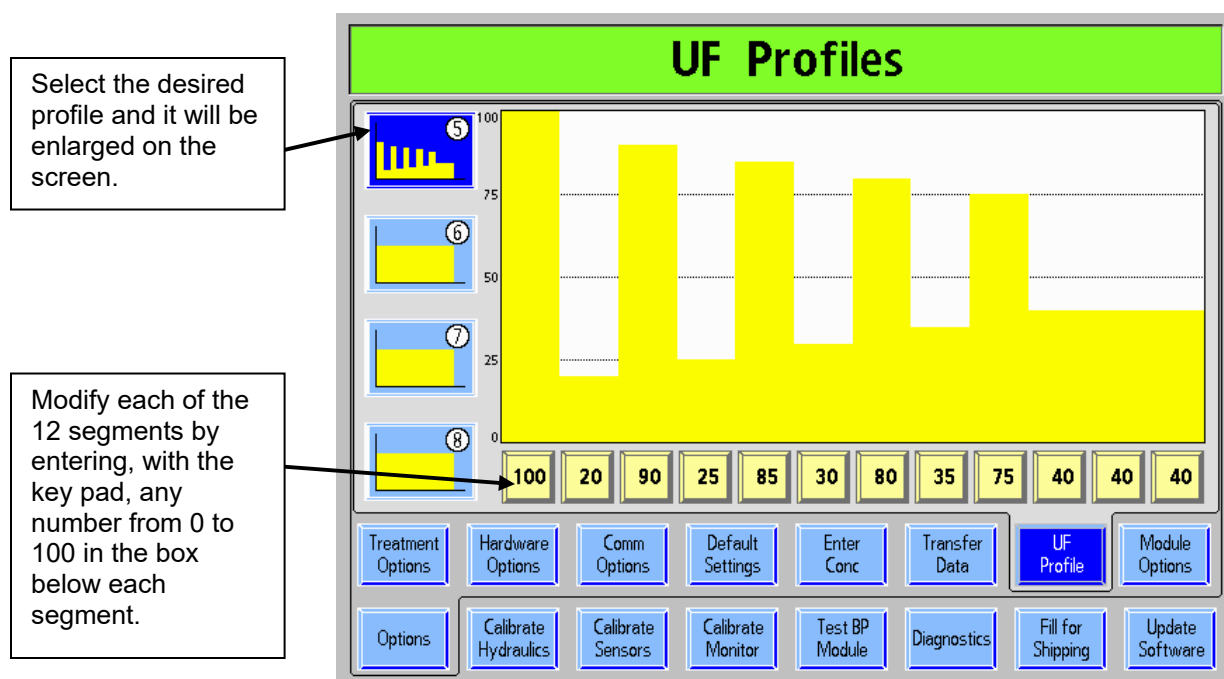 UF Profiles
Select the desired
profile and it will be
enlarged on the
screen.
5
100
75
6
50
7
25
Modify each of the
12 segments by
entering, with the
key pad, any
number from 0 to
100 in the box
below each
segment.
8
0
100 20 90 25 85 30 80 35 75 40 40 40
Treatment
Options
Hardware
Options
Comm
Options
Default
Settings
Enter
Conc
Transfer
Data
UF
Profile
Module
Options
Options
Calibrate
Hydraulics
Calibrate
Sensors
Calibrate
Monitor
Test BP
Module
Diagnostics
Fill for
Shipping
Update
Software